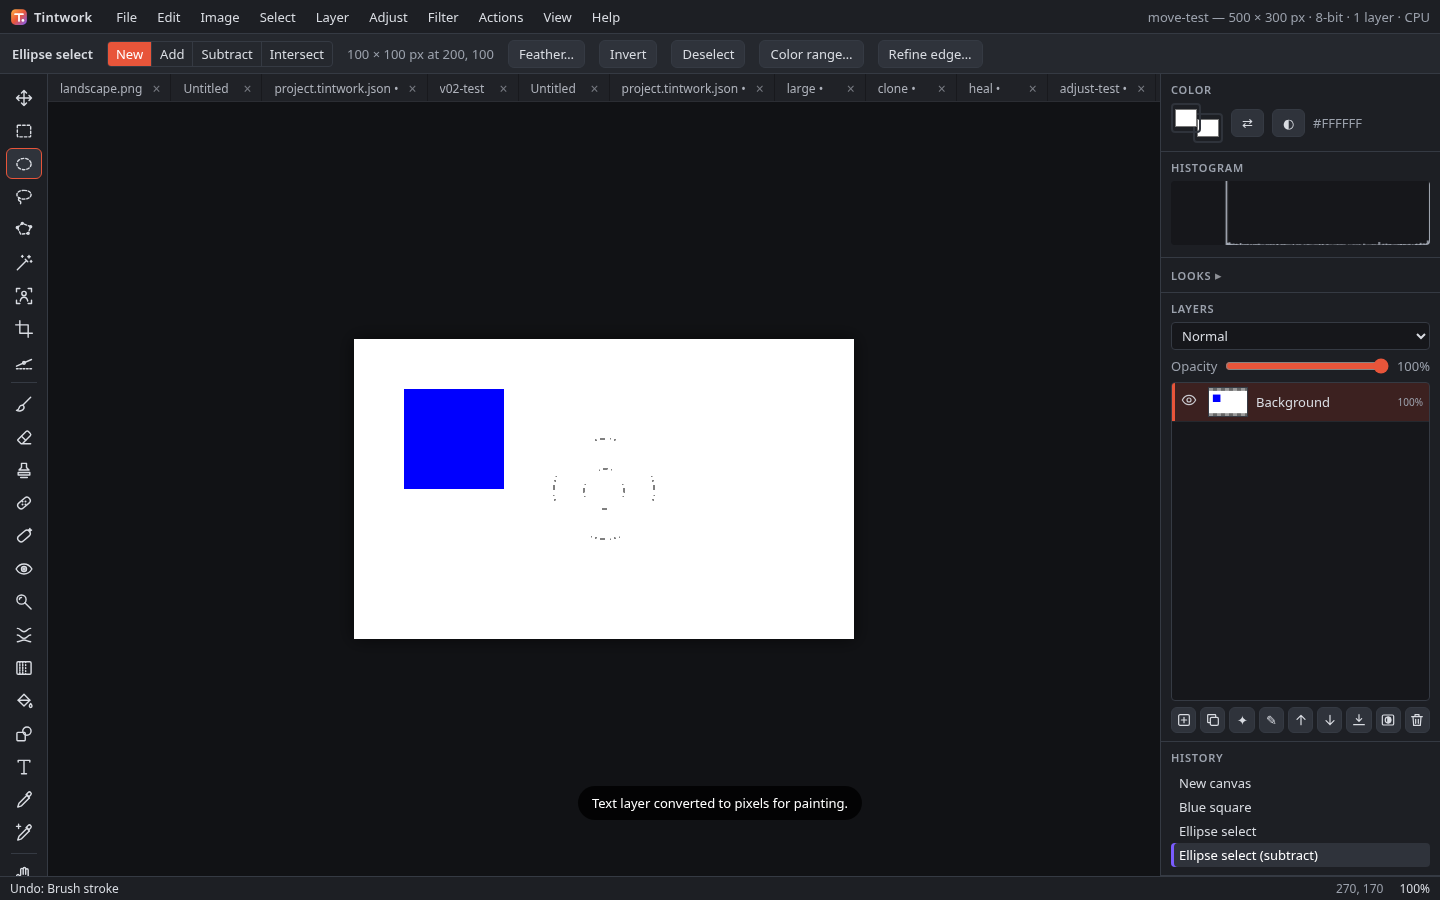 Tintwork File Edit Image Select Layer Adjust Filter Actions View Help move-test — 500 × 300 px · 8-bit · 1 layer · CPU
Ellipse select New Add Subtract Intersect 100 × 100 px at 200, 100 Feather... Invert Deselect Color range... Refine edge...
landscape.png × Untitled × project.tintwork.json • × v02-test × Untitled × project.tintwork.json • × large • × clone • × heal • × adjust-test • ×
COLOR
#FFFFFF
HISTOGRAM
LOOKS ▸
LAYERS
Normal
Opacity 100%
Background 100%
HISTORY
New canvas
Blue square
Ellipse select
Ellipse select (subtract)
Text layer converted to pixels for painting.
Undo: Brush stroke 270, 170 100%